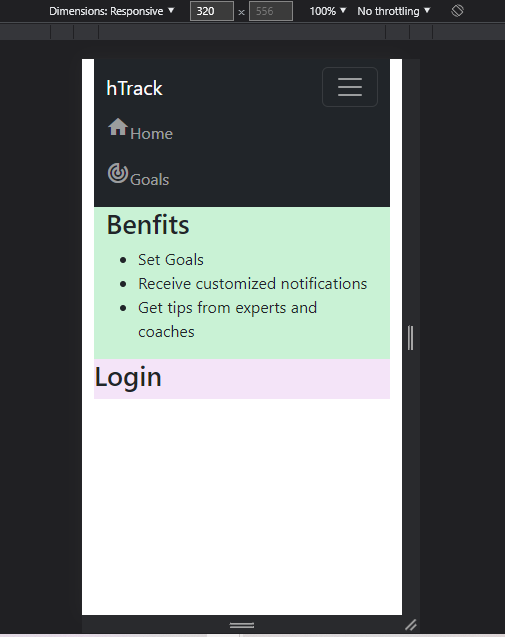 Dimensions: Responsive ▼ 320 × 556 100% ▼ No throttling ▼
hTrack
Home
Goals
Benfits
• Set Goals
• Receive customized notifications
• Get tips from experts and
coaches
Login